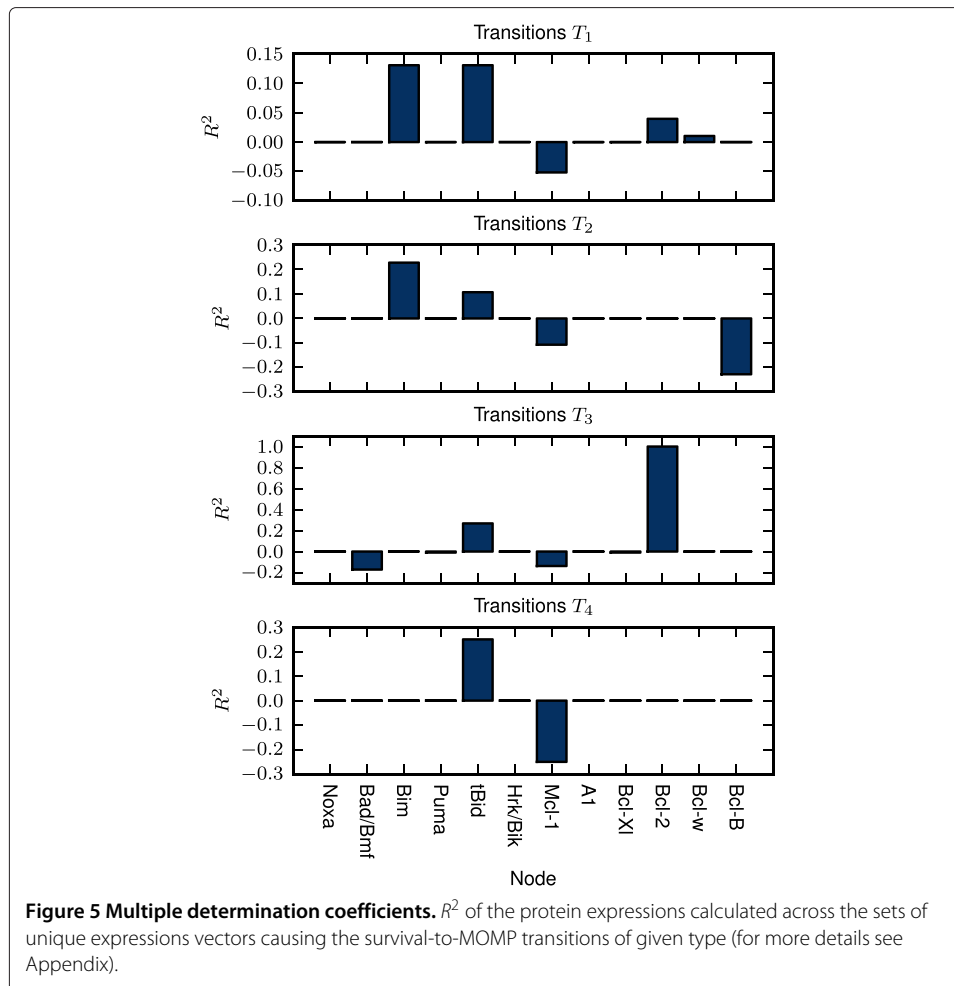 Transitions T₁
0.15
0.10
0.05
0.00
−0.05
−0.10
R²
Transitions T₂
0.3
0.2
0.1
0.0
−0.1
−0.2
−0.3
R²
Transitions T₃
1.0
0.8
0.6
0.4
0.2
0.0
−0.2
R²
Transitions T₄
0.3
0.2
0.1
0.0
−0.1
−0.2
−0.3
R²
Noxa
Bad/Bmf
Bim
Puma
tBid
Hrk/Bik
Mcl-1
A1
Bcl-Xl
Bcl-2
Bcl-w
Bcl-B
Node
Figure 5 Multiple determination coefficients. R² of the protein expressions calculated across the sets of
unique expressions vectors causing the survival-to-MOMP transitions of given type (for more details see
Appendix).